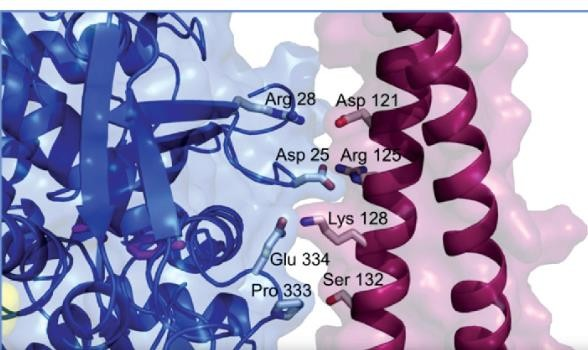 Arg 28 Asp 121
Asp 25 Arg 125
Lys 128
Glu 334
Pro 333 Ser 132